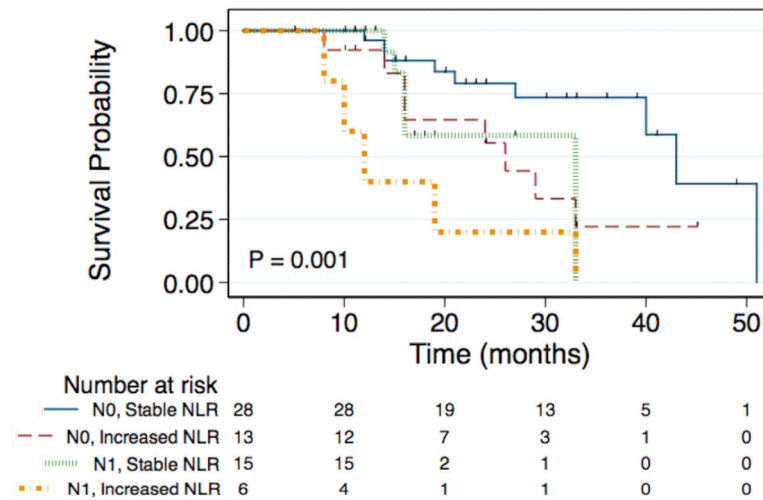 1.00
0.75
0.50
0.25
0.00
Survival Probability
P = 0.001
0 10 20 30 40 50
Time (months)
Number at risk
N0, Stable NLR 28 28 19 13 5 1
N0, Increased NLR 13 12 7 3 1 0
N1, Stable NLR 15 15 2 1 0 0
N1, Increased NLR 6 4 1 1 0 0